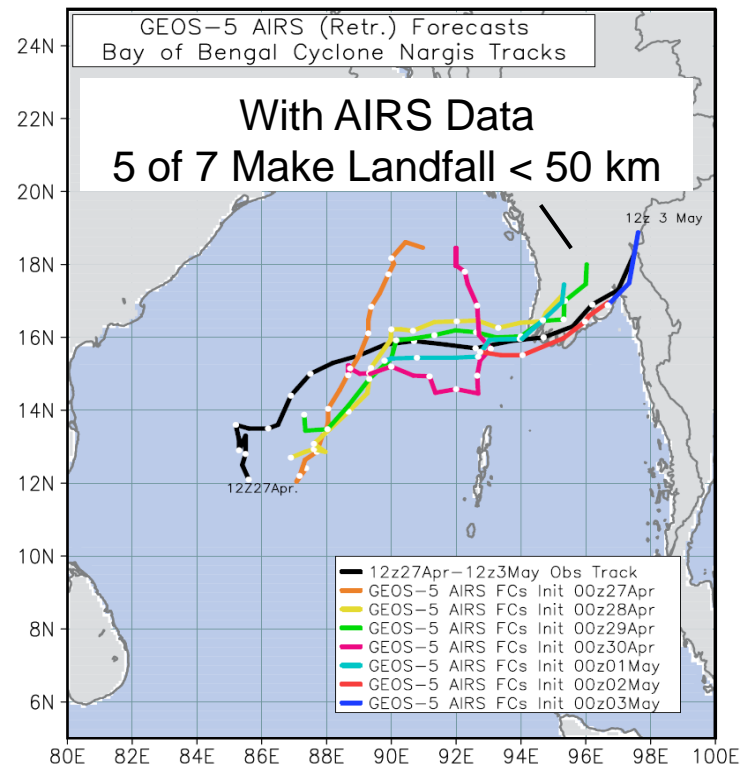 GEOS-5 AIRS (Retr.) Forecasts
Bay of Bengal Cyclone Nargis Tracks
With AIRS Data
5 of 7 Make Landfall < 50 km
24N
22N
20N
18N
16N
14N
12N
10N
8N
6N
12z 3 May
12Z27Apr.
12z27Apr-12z3May Obs Track
GEOS-5 AIRS FCs Init 00z27Apr
GEOS-5 AIRS FCs Init 00z28Apr
GEOS-5 AIRS FCs Init 00z29Apr
GEOS-5 AIRS FCs Init 00z30Apr
GEOS-5 AIRS FCs Init 00z01May
GEOS-5 AIRS FCs Init 00z02May
GEOS-5 AIRS FCs Init 00z03May
80E 82E 84E 86E 88E 90E 92E 94E 96E 98E 100E